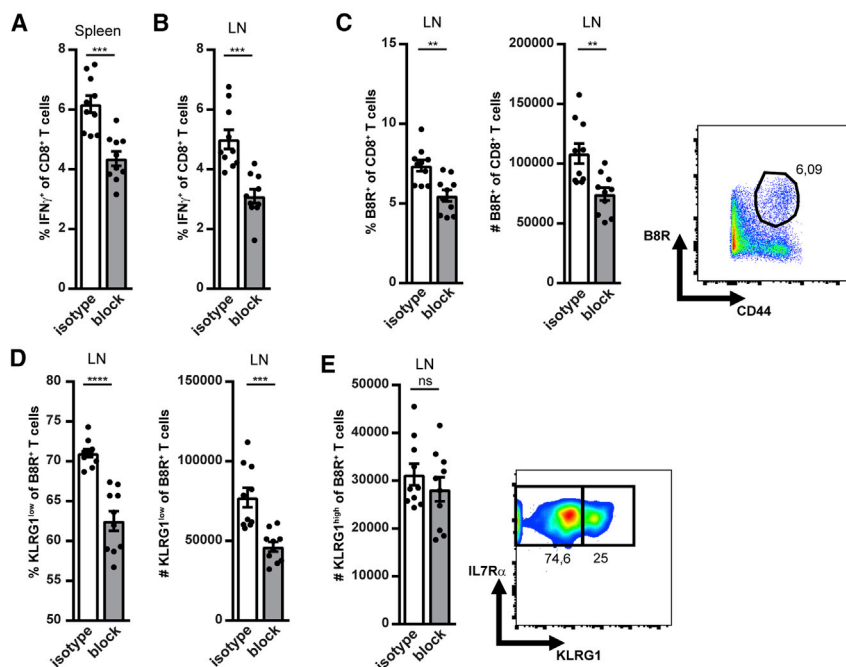 A
Spleen
***
% IFNγ⁺ of CD8⁺ T cells
8
6
4
2
0
isotype
block
B
LN
***
% IFNγ⁺ of CD8⁺ T cells
8
6
4
2
0
isotype
block
C
LN
**
% B8R⁺ of CD8⁺ T cells
15
10
5
0
isotype
block
LN
**
# B8R⁺ of CD8⁺ T cells
200000
150000
100000
50000
0
isotype
block
6,09
B8R
CD44
D
LN
****
% KLRG1ˡᵒʷ of B8R⁺ T cells
80
75
70
65
60
55
50
isotype
block
LN
***
# KLRG1ˡᵒʷ of B8R⁺ T cells
150000
100000
50000
0
isotype
block
E
LN
ns
# KLRG1ʰⁱᵍʰ of B8R⁺ T cells
50000
40000
30000
20000
10000
0
isotype
block
74,6
25
IL7Rα
KLRG1